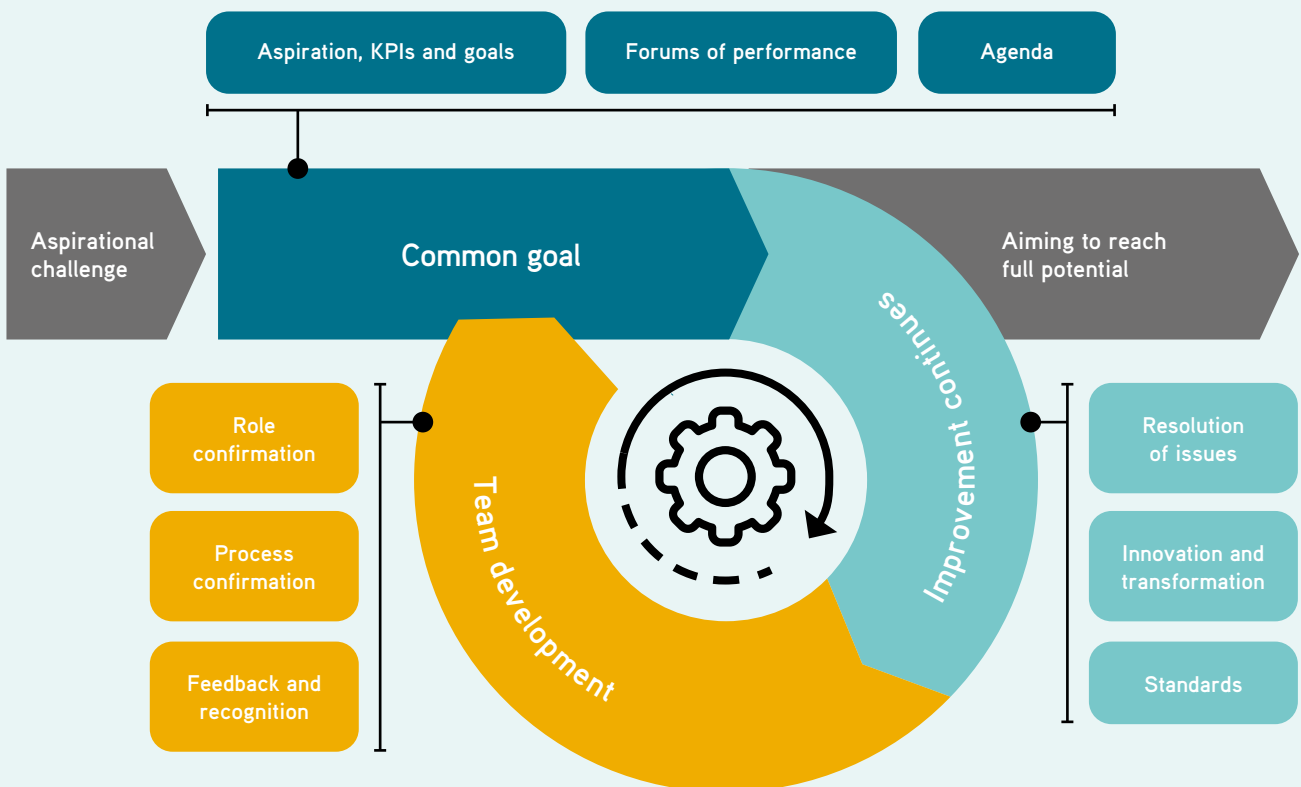 Aspiration, KPIs and goals
Forums of performance
Agenda
Aspirational
challenge
Common goal
Aiming to reach
full potential
Improvement continues
Team development
Role
confirmation
Process
confirmation
Feedback and
recognition
Resolution
of issues
Innovation and
transformation
Standards